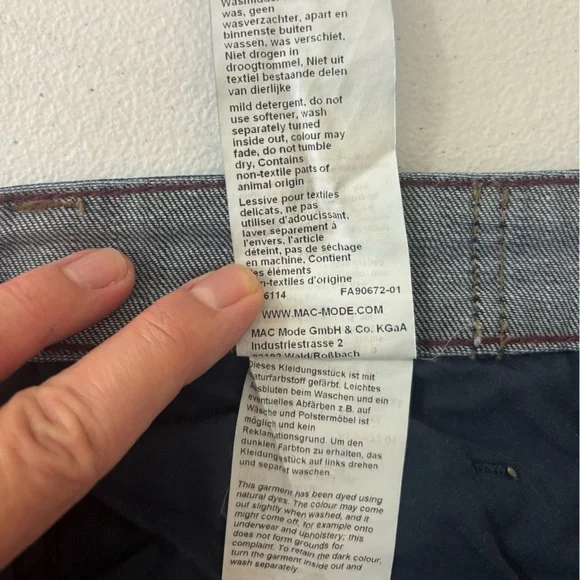 was, geen
wasverzachter, apart en
binnenste buiten
wassen, was verschiet.
Niet drogen in
droogtrommel, Niet uit
textiel bestaande delen
van dierlijke
mild detergent, do not
use softener, wash
separately turned
inside out, colour may
fade, do not tumble
dry, Contains
non-textile parts of
animal origin
Lessive pour textiles
delicats, ne pas
utiliser d'adoucissant,
laver separement à
l'envers, l'article
déteint, pas de séchage
en machine, Contient
éléments
d'origine
6114 FA90672-01
WWW.MAC-MODE.COM
MAC Mode GmbH & Co. KGaA
Industriestrasse 2
Wald/Roßbach
Dieses Kleidungsstück ist mit
Naturfarbstoff gefärbt. Leichtes
Ausbluten beim Waschen und ein
eventuelles Abfärben z.B. auf
Wäsche und Polstermöbel ist
möglich und kein
Reklamationsgrund. Um den
dunklen Farbton zu erhalten, das
Kleidungsstück auf links drehen
und separat waschen.
This garment has been dyed using
natural dyes. The colour may come
out slightly when washed, and it
might come off, for example onto
underwear and upholstery; this
does not form grounds for
complaint. To retain the dark colour,
turn the garment inside out and
wash separately.